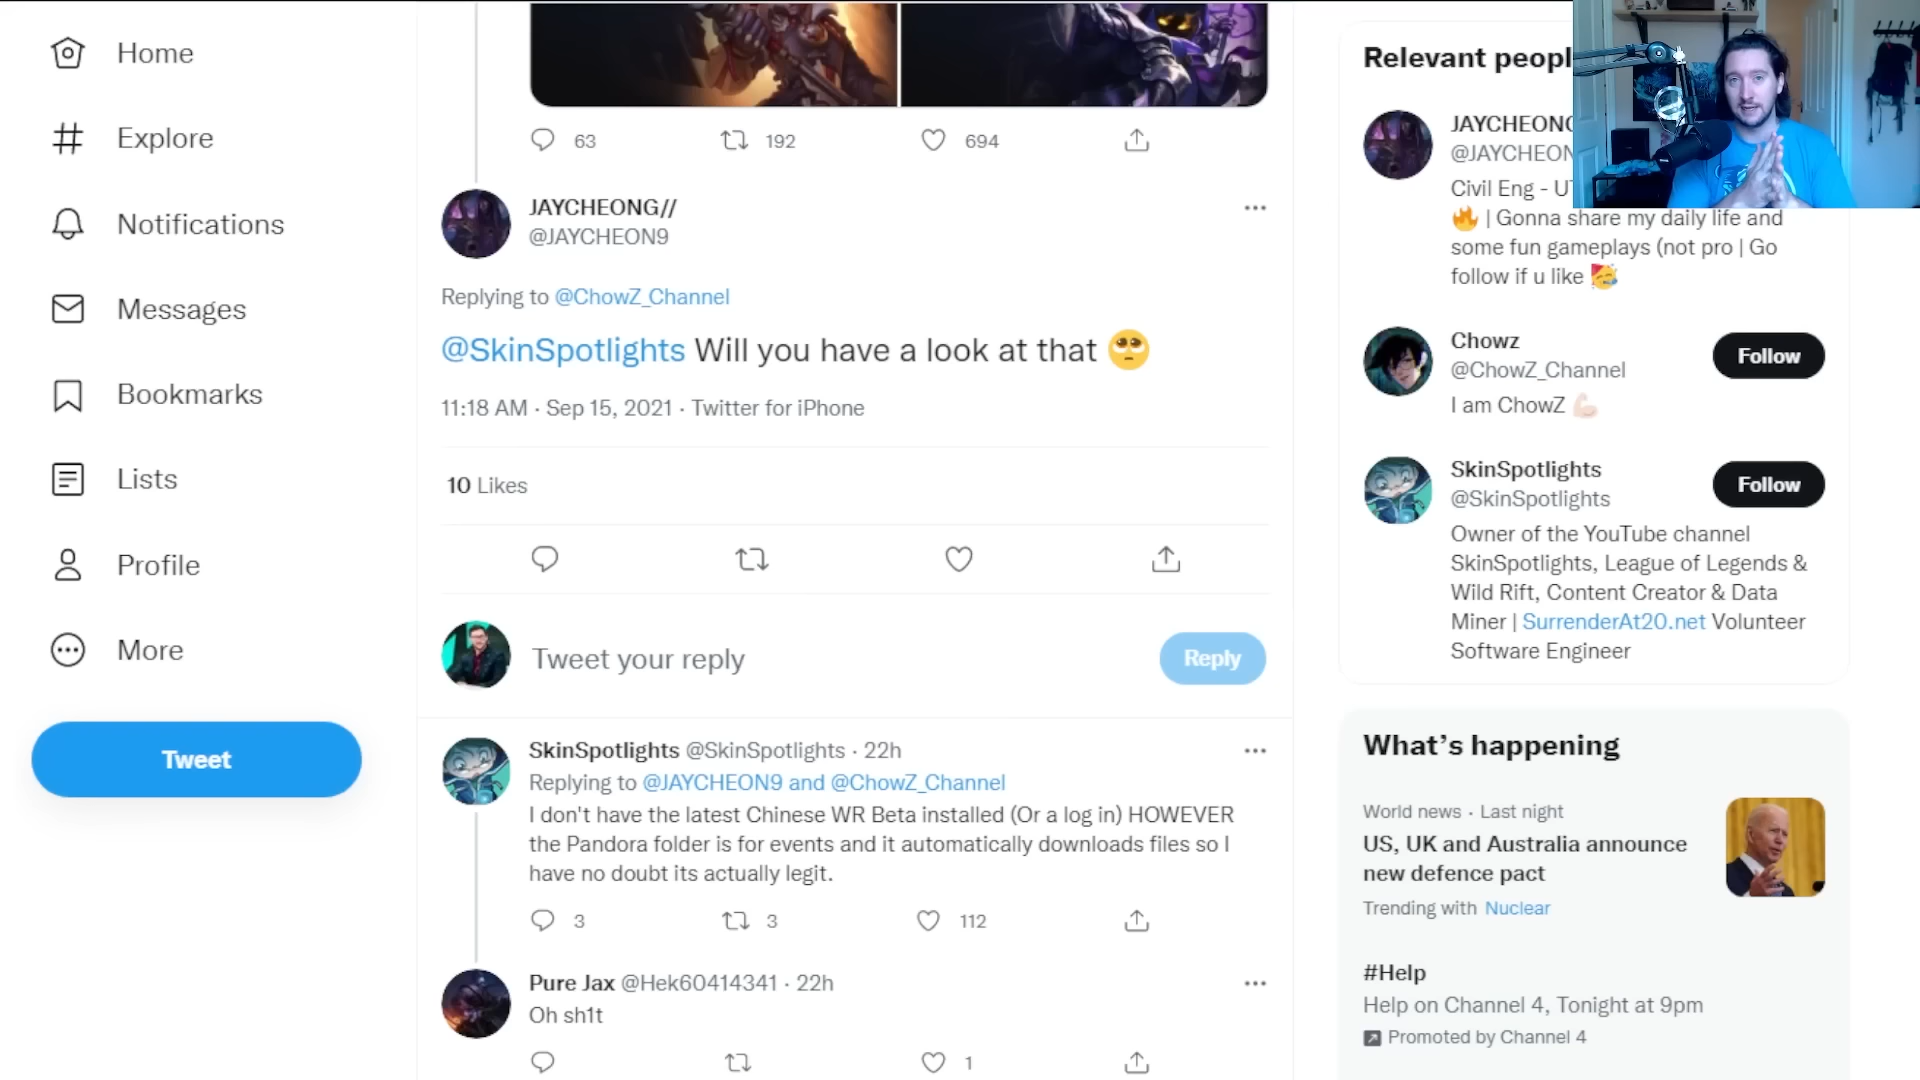 Home
Explore
Notifications
Messages
Bookmarks
Lists
Profile
More
Tweet
63 192 694
JAYCHEONG//
@JAYCHEON9
Replying to @ChowZ_Channel
@SkinSpotlights Will you have a look at that 🥺
11:18 AM · Sep 15, 2021 · Twitter for iPhone
10 Likes
Tweet your reply
Reply
SkinSpotlights @SkinSpotlights · 22h
Replying to @JAYCHEON9 and @ChowZ_Channel
I don't have the latest Chinese WR Beta installed (Or a log in) HOWEVER
the Pandora folder is for events and it automatically downloads files so I
have no doubt its actually legit.
3 3 112
Pure Jax @Hek60414341 · 22h
Oh sh1t
1
Relevant peopl
JAYCHEONG
@JAYCHEON
Civil Eng - U
🔥 | Gonna share my daily life and
some fun gameplays (not pro | Go
follow if u like 🥳
Chowz
@ChowZ_Channel
Follow
I am ChowZ 💪🏻
SkinSpotlights
@SkinSpotlights
Follow
Owner of the YouTube channel
SkinSpotlights, League of Legends &
Wild Rift, Content Creator & Data
Miner | SurrenderAt20.net Volunteer
Software Engineer
What's happening
World news · Last night
US, UK and Australia announce
new defence pact
Trending with Nuclear
#Help
Help on Channel 4, Tonight at 9pm
Promoted by Channel 4